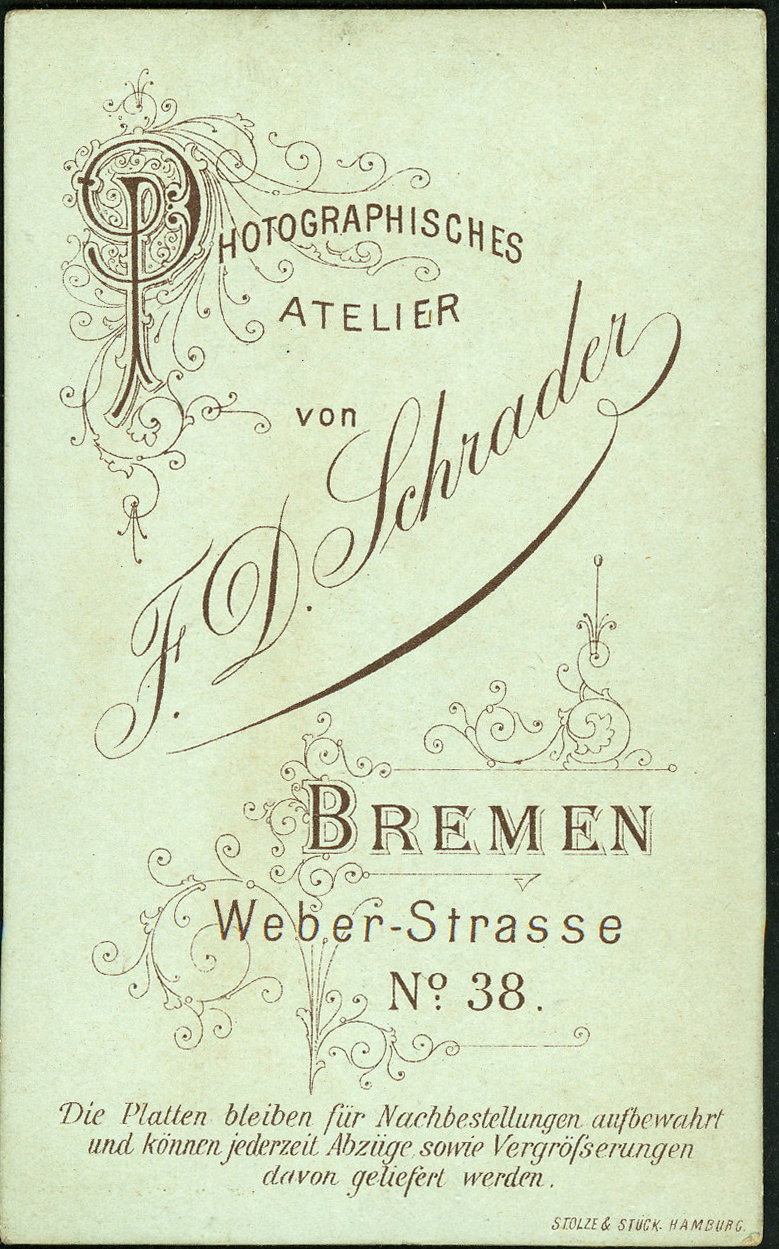 PHOTOGRAPHISCHES
ATELIER
von
F. D. Schrader
BREMEN
Weber-Strasse
Nº 38.
Die Platten bleiben für Nachbestellungen aufbewahrt
und können jederzeit Abzüge sowie Vergröſserungen
davon geliefert werden.
STOLZE & STÜCK. HAMBURG.